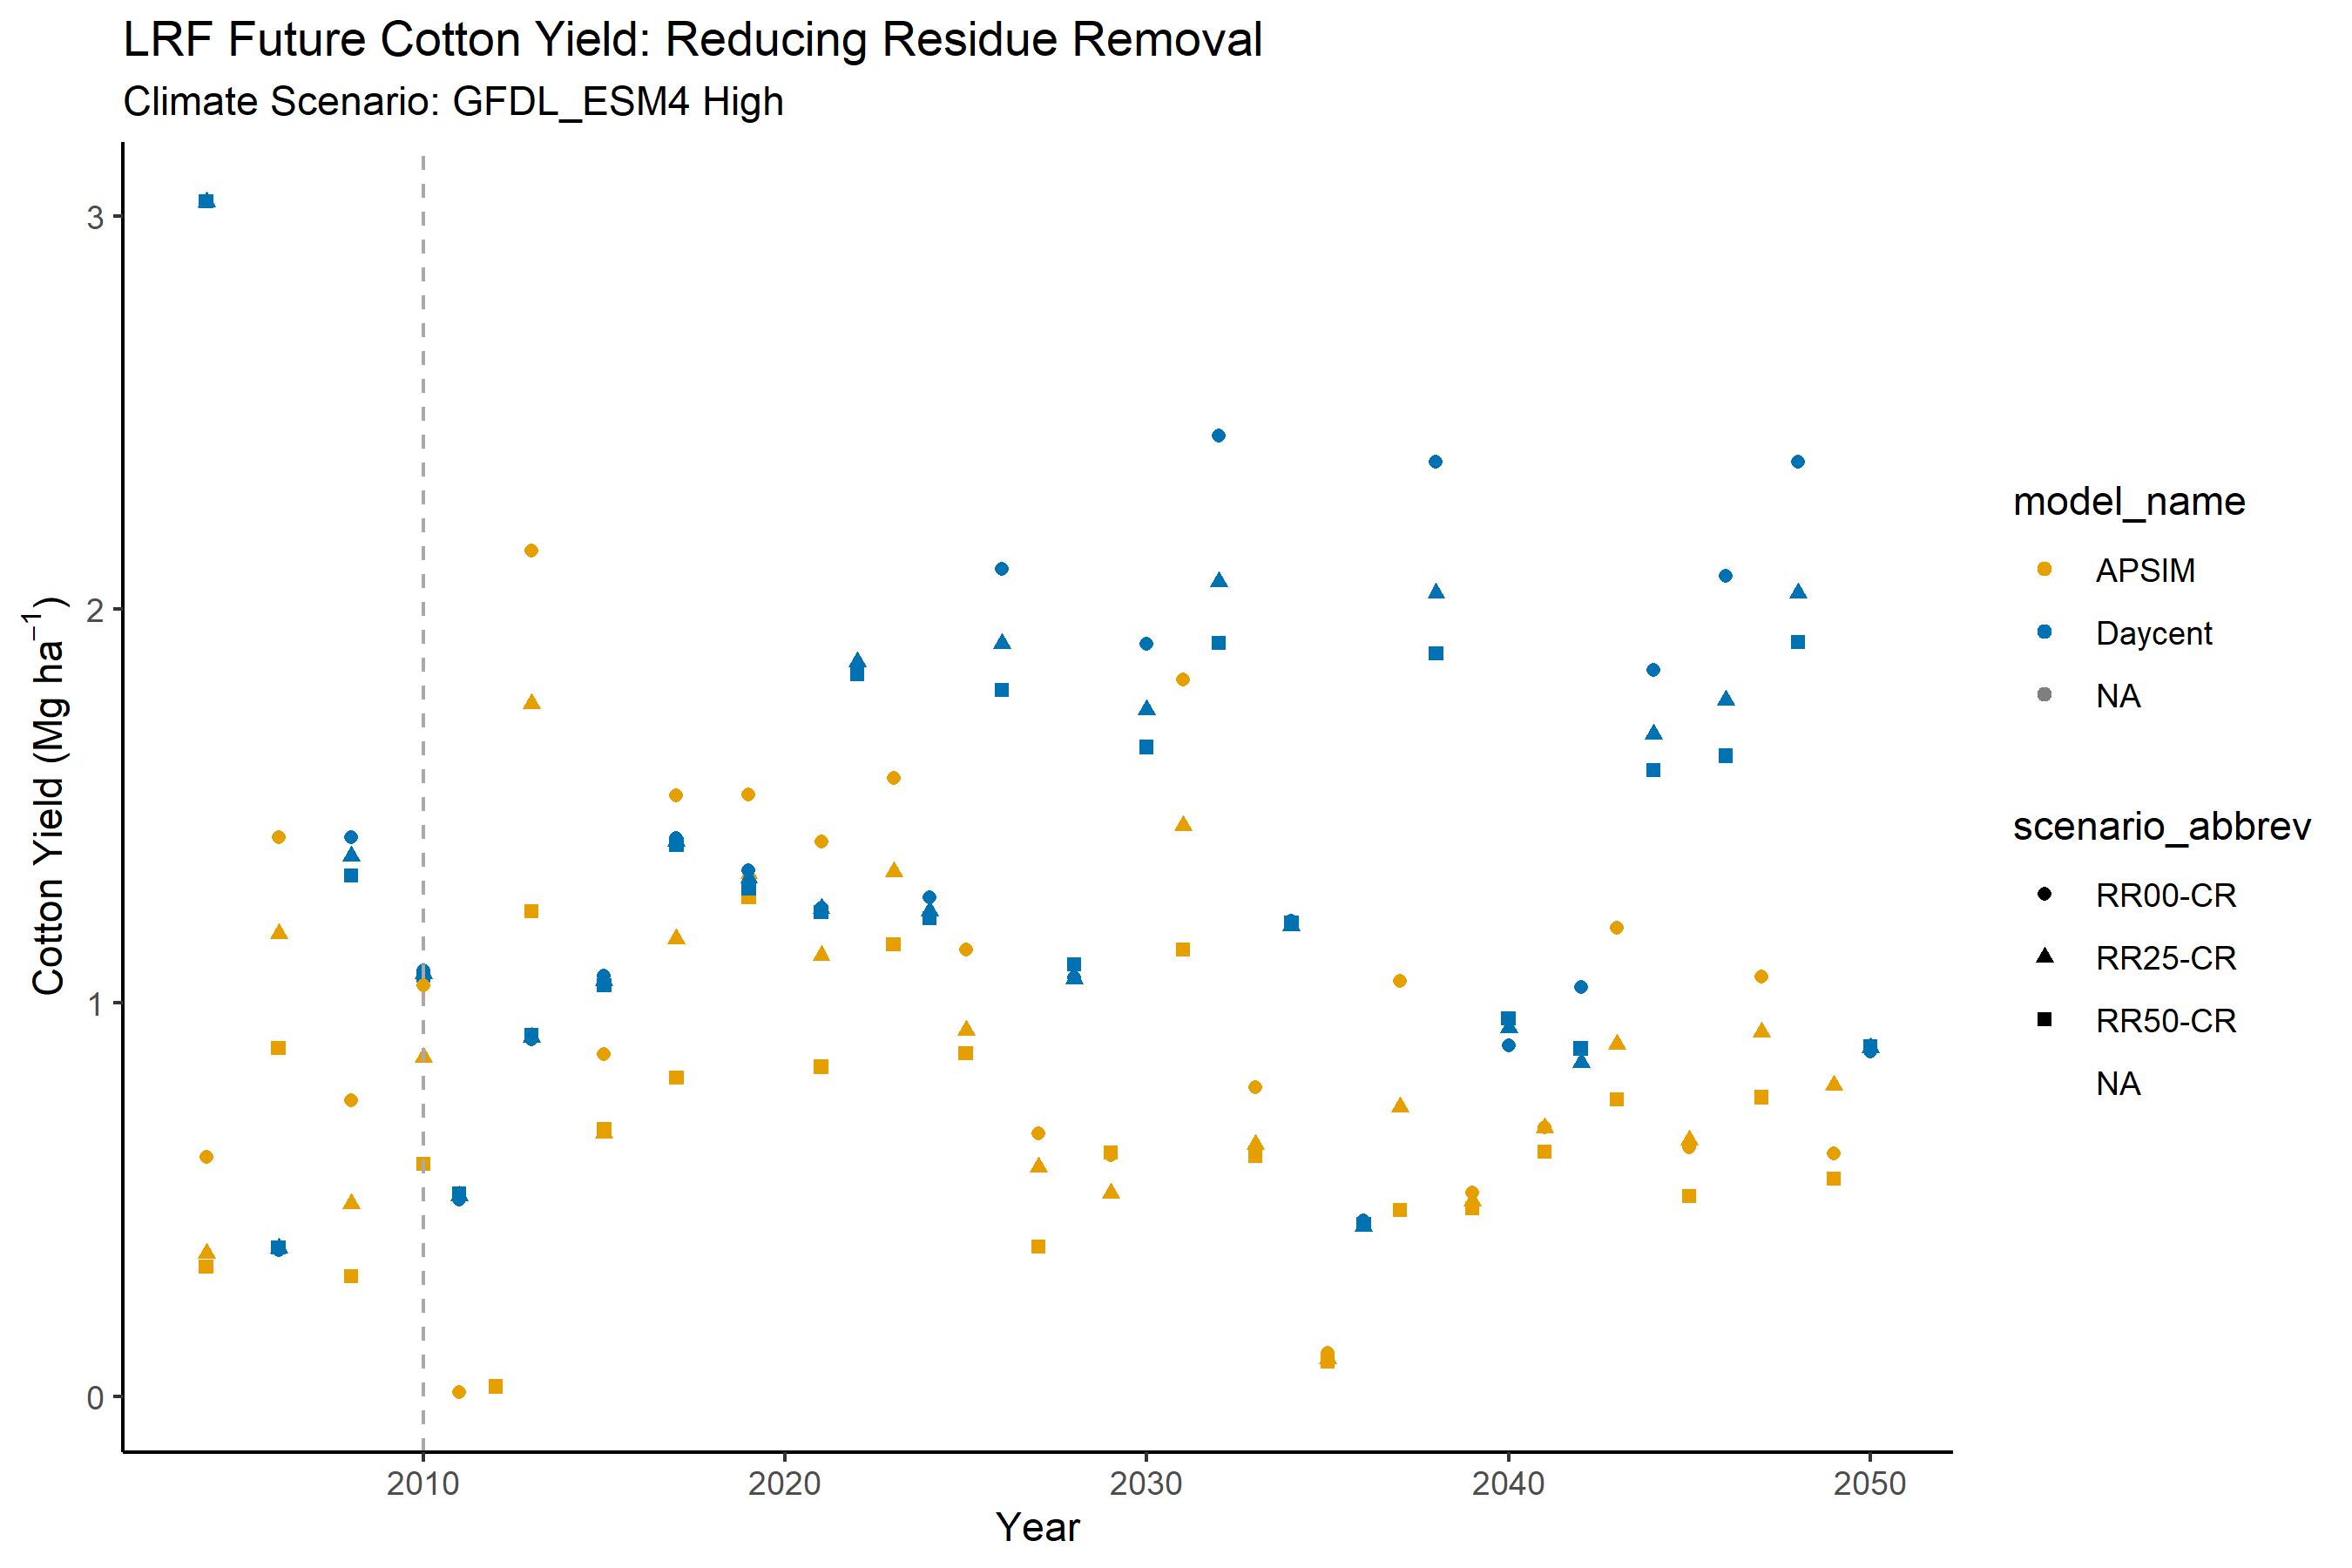 LRF Future Cotton Yield: Reducing Residue Removal
Climate Scenario: GFDL_ESM4 High
Cotton Yield (Mg ha⁻¹)
3
2
1
0
2010
2020
2030
2040
2050
Year
model_name
APSIM
Daycent
NA
scenario_abbrev
RR00-CR
RR25-CR
RR50-CR
NA